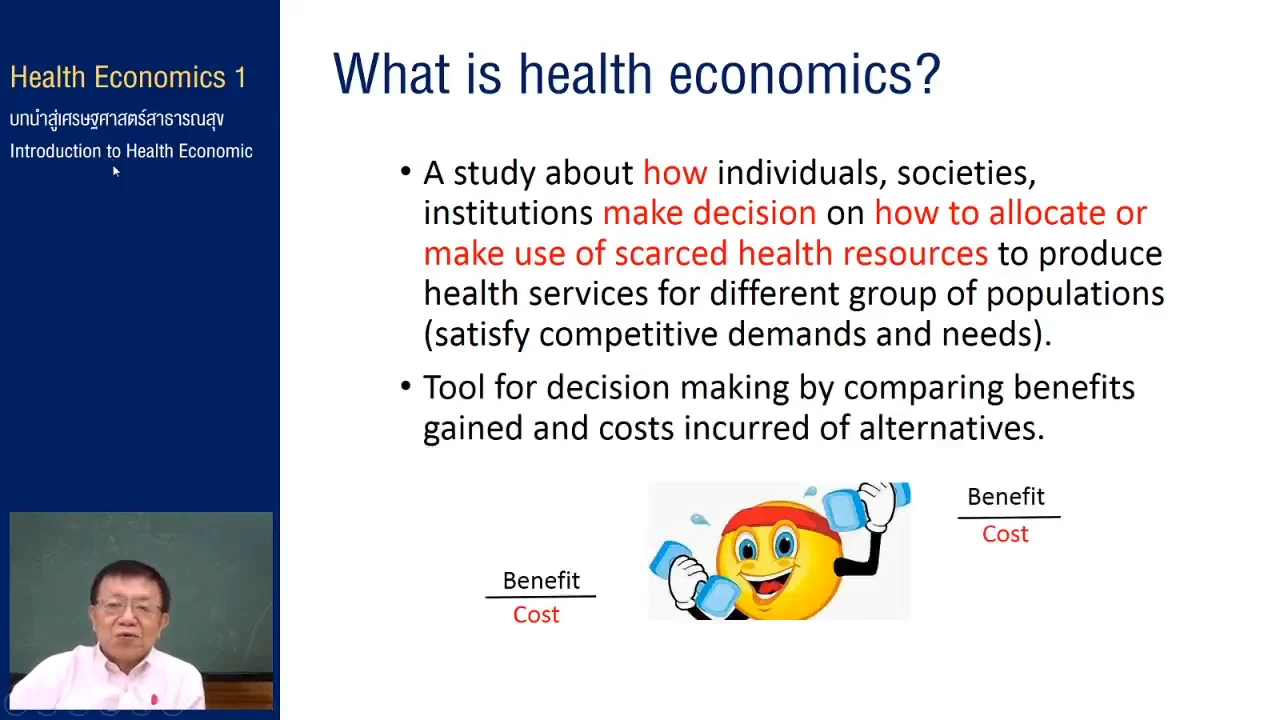 Health Economics 1
บทนำสู่เศรษฐศาสตร์สาธารณสุข
Introduction to Health Economic
What is health economics?
• A study about how individuals, societies,
institutions make decision on how to allocate or
make use of scarced health resources to produce
health services for different group of populations
(satisfy competitive demands and needs).
• Tool for decision making by comparing benefits
gained and costs incurred of alternatives.
Benefit
Cost
Benefit
Cost